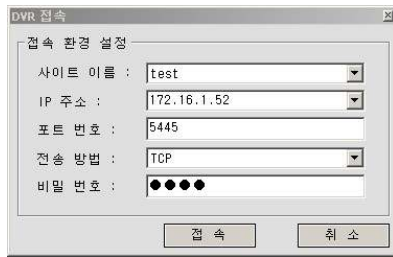 DVR 접속
접속 환경 설정
사이트 이름 : test
IP 주소 : 172.16.1.52
포트 번호 : 5445
전송 방법 : TCP
비밀 번호 : ●●●●
접 속 취 소